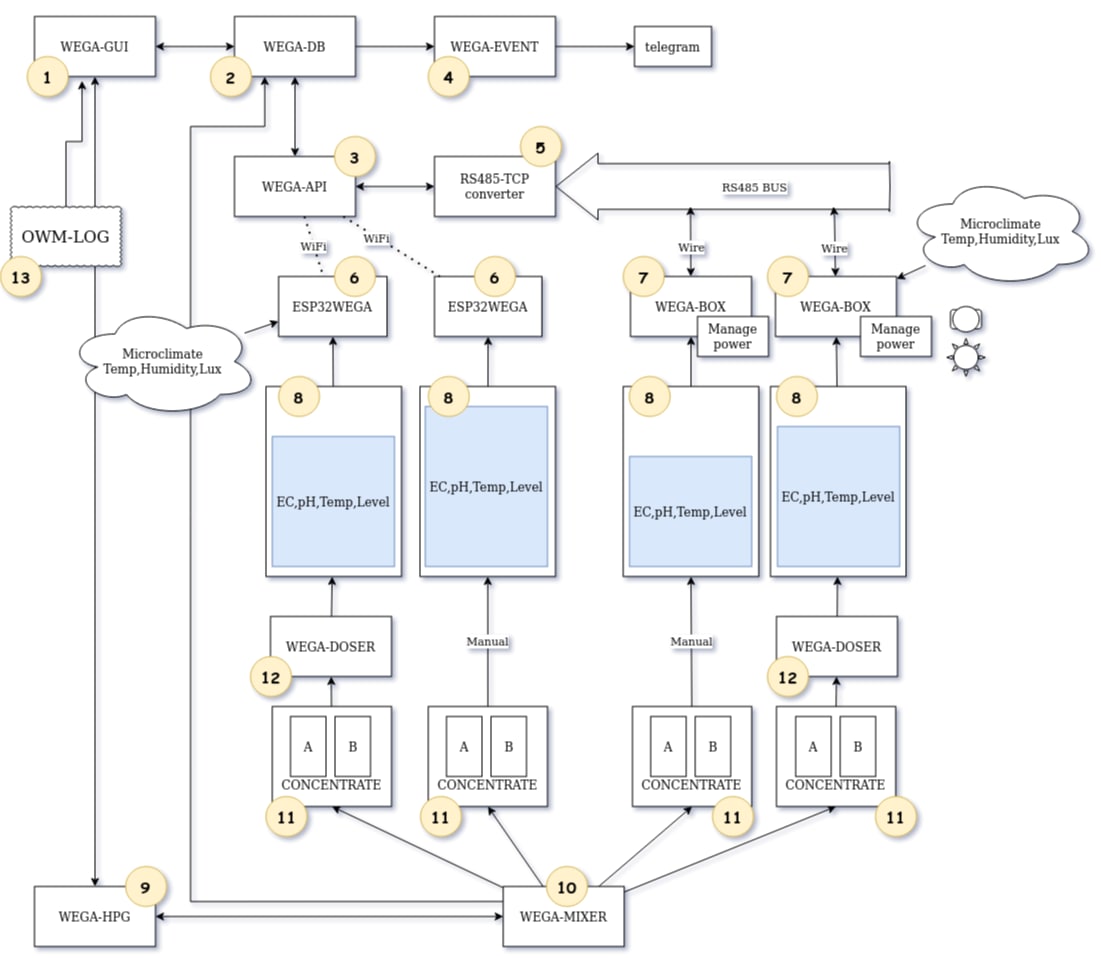 WEGA-GUI
WEGA-DB
WEGA-EVENT
telegram
1
2
4
3
5
WEGA-API
RS485-TCP
converter
RS485 BUS
Microclimate
Temp,Humidity,Lux
OWM-LOG
13
WiFi
WiFi
Wire
Wire
6
6
7
7
ESP32WEGA
ESP32WEGA
WEGA-BOX
WEGA-BOX
Manage
power
Manage
power
Microclimate
Temp,Humidity,Lux
8
8
8
8
EC,pH,Temp,Level
EC,pH,Temp,Level
EC,pH,Temp,Level
EC,pH,Temp,Level
WEGA-DOSER
Manual
Manual
WEGA-DOSER
12
12
A
B
A
B
A
B
A
B
CONCENTRATE
CONCENTRATE
CONCENTRATE
CONCENTRATE
11
11
11
11
9
10
WEGA-HPG
WEGA-MIXER